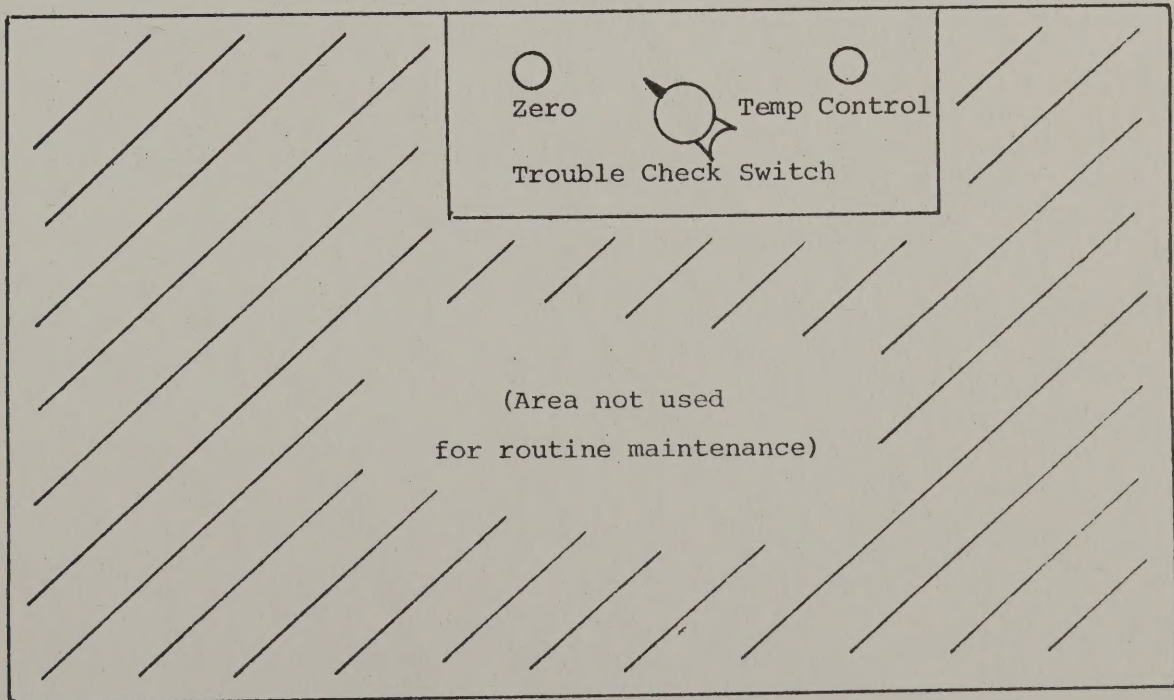 Zero
Temp Control
Trouble Check Switch
(Area not used
for routine maintenance)